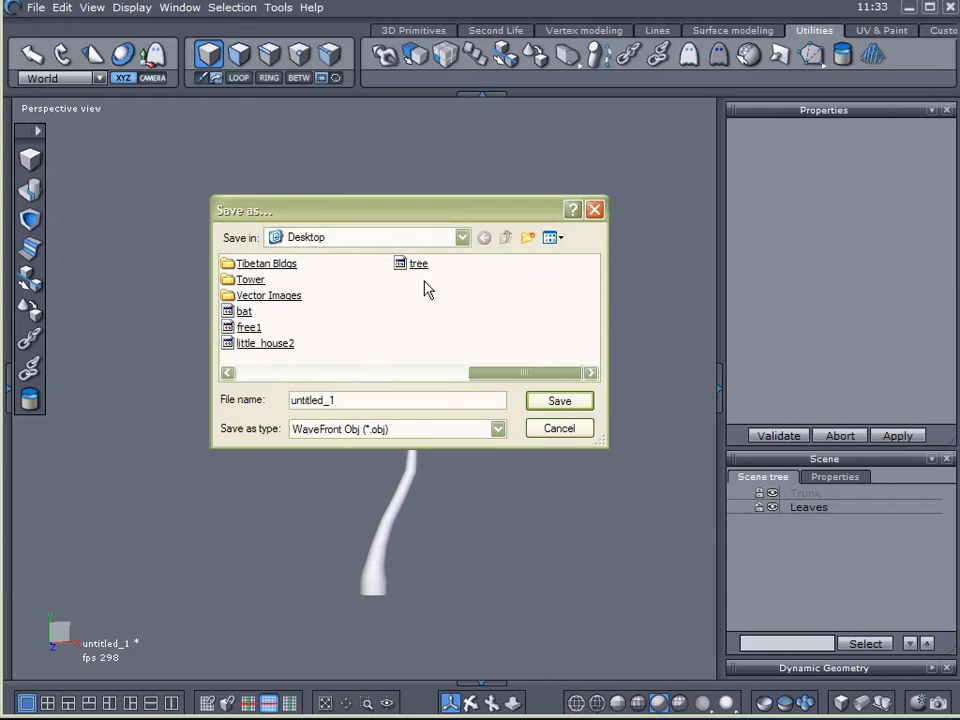 File Edit View Display Window Selection Tools Help 11:33
3D Primitives Second Life Vertex modeling Lines Surface modeling Utilities UV & Paint Custo
World XYZ CAMERA LOOP RING BETW
Perspective view
Properties
Save as...
Save in: Desktop
Tibetan Bldgs tree
Tower
Vector Images
bat
free1
little_house2
File name: untitled_1 Save
Save as type: WaveFront Obj (*.obj) Cancel
Validate Abort Apply
Scene
Scene tree Properties
Trunk
Leaves
untitled_1 *
fps 298
Select
Dynamic Geometry
X
Z